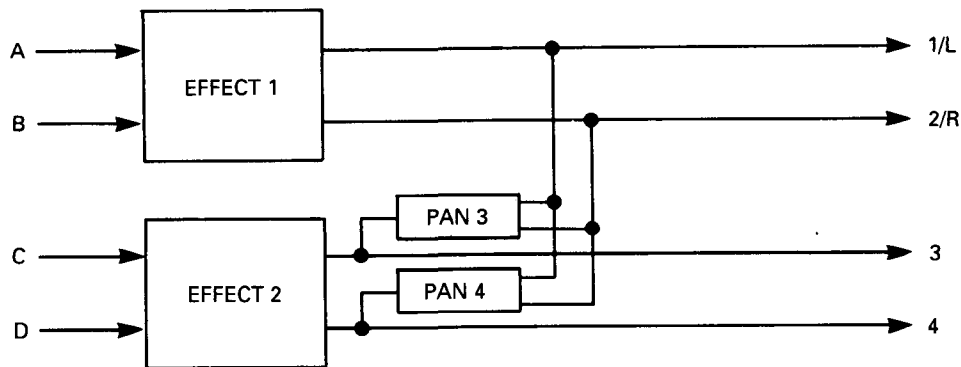 A
B
EFFECT 1
1/L
2/R
PAN 3
C
D
EFFECT 2
PAN 4
3
4